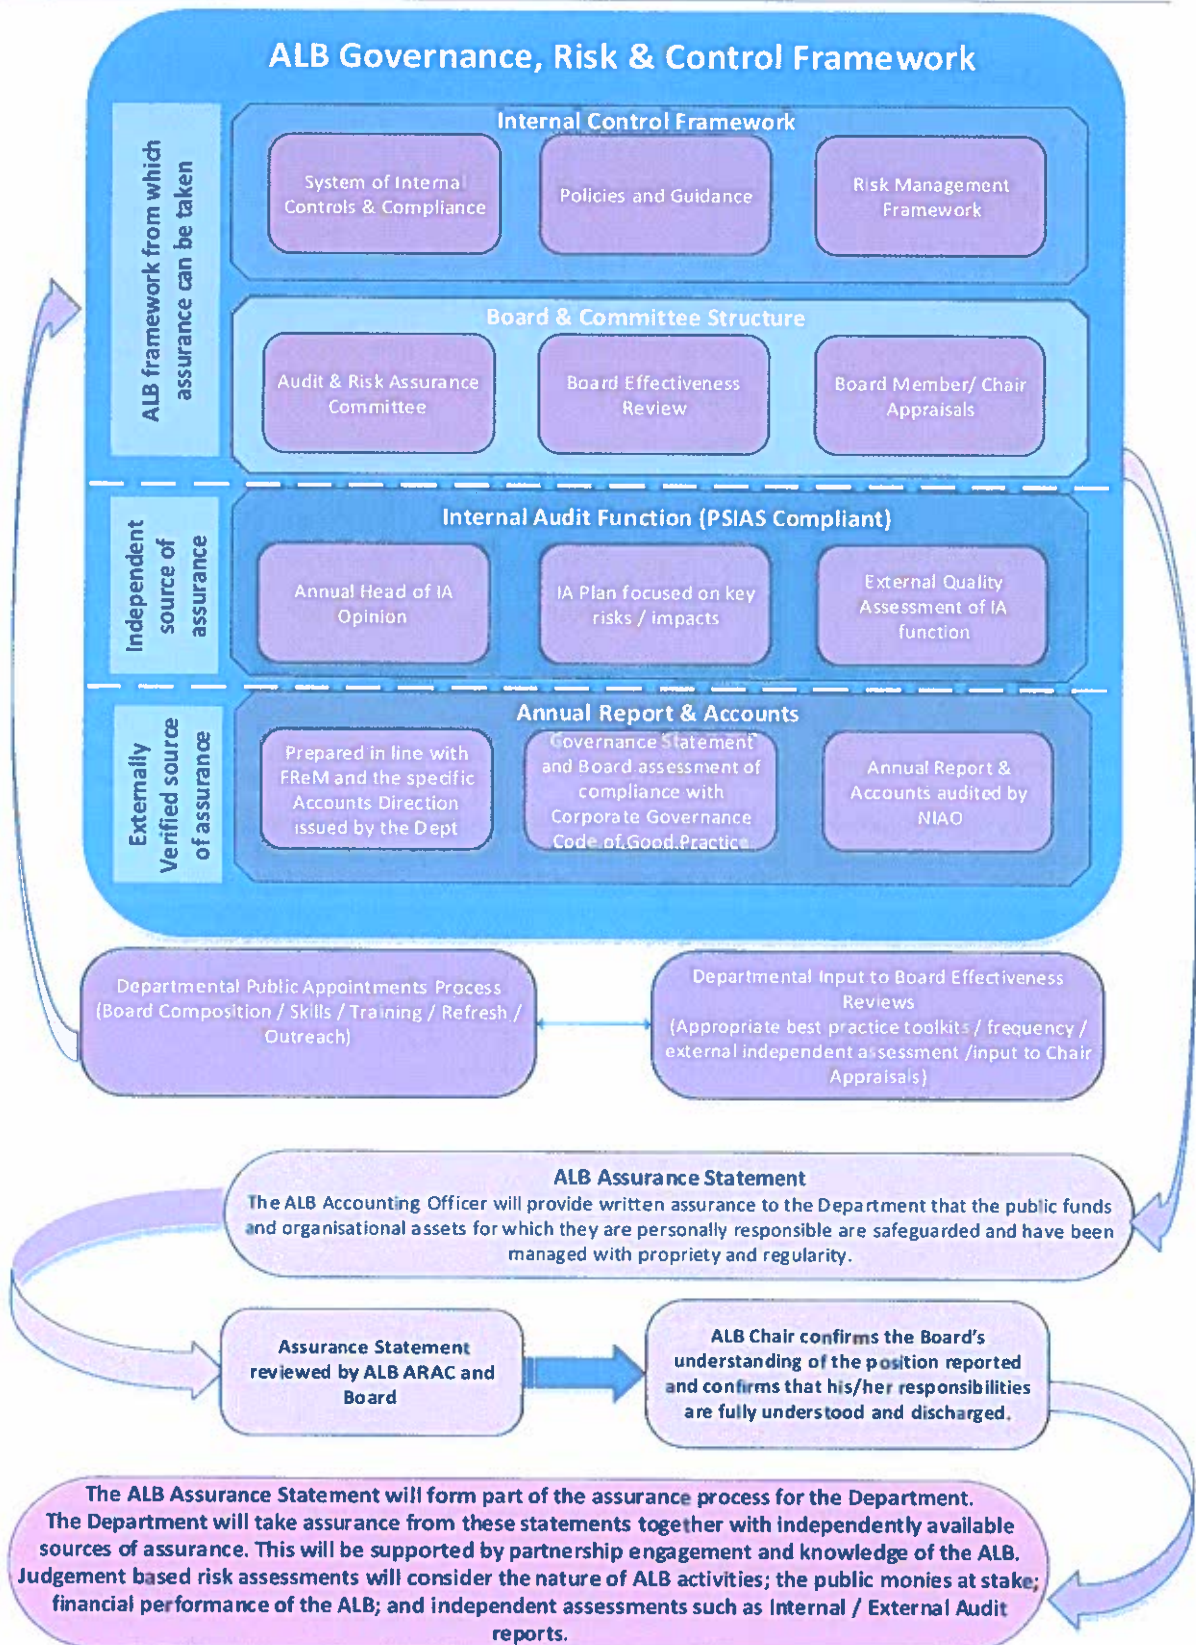 ALB Governance, Risk & Control Framework
ALB framework from which
assurance can be taken
Internal Control Framework
System of Internal
Controls & Compliance
Policies and Guidance
Risk Management
Framework
Board & Committee Structure
Audit & Risk Assurance
Committee
Board Effectiveness
Review
Board Member/ Chair
Appraisals
Independent
source of
assurance
Internal Audit Function (PSIAS Compliant)
Annual Head of IA
Opinion
IA Plan focused on key
risks / impacts
External Quality
Assessment of IA
function
Externally
Verified source
of assurance
Annual Report & Accounts
Prepared in line with
FReM and the specific
Accounts Direction
issued by the Dept
Governance Statement
and Board assessment of
compliance with
Corporate Governance
Code of Good Practice
Annual Report &
Accounts audited by
NIAO
Departmental Public Appointments Process
(Board Composition / Skills / Training / Refresh /
Outreach)
Departmental Input to Board Effectiveness
Reviews
(Appropriate best practice toolkits / frequency /
external independent assessment /input to Chair
Appraisals)
ALB Assurance Statement
The ALB Accounting Officer will provide written assurance to the Department that the public funds
and organisational assets for which they are personally responsible are safeguarded and have been
managed with propriety and regularity.
Assurance Statement
reviewed by ALB ARAC and
Board
ALB Chair confirms the Board's
understanding of the position reported
and confirms that his/her responsibilities
are fully understood and discharged.
The ALB Assurance Statement will form part of the assurance process for the Department.
The Department will take assurance from these statements together with independently available
sources of assurance. This will be supported by partnership engagement and knowledge of the ALB.
Judgement based risk assessments will consider the nature of ALB activities; the public monies at stake;
financial performance of the ALB; and independent assessments such as Internal / External Audit
reports.